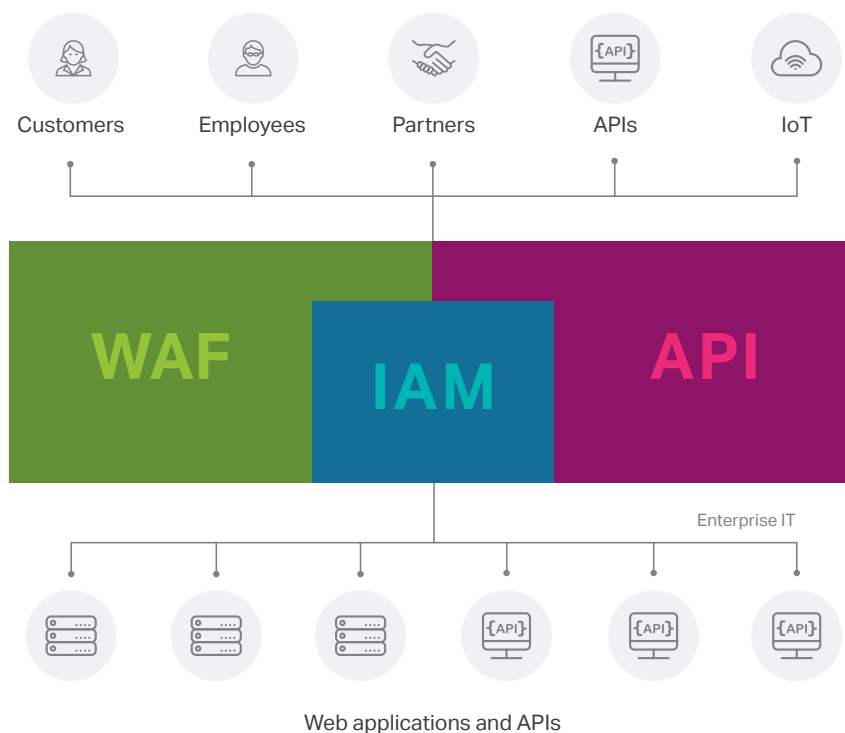 {API}
Customers Employees Partners APIs IoT
WAF
IAM
API
Enterprise IT
{API} {API} {API}
Web applications and APIs